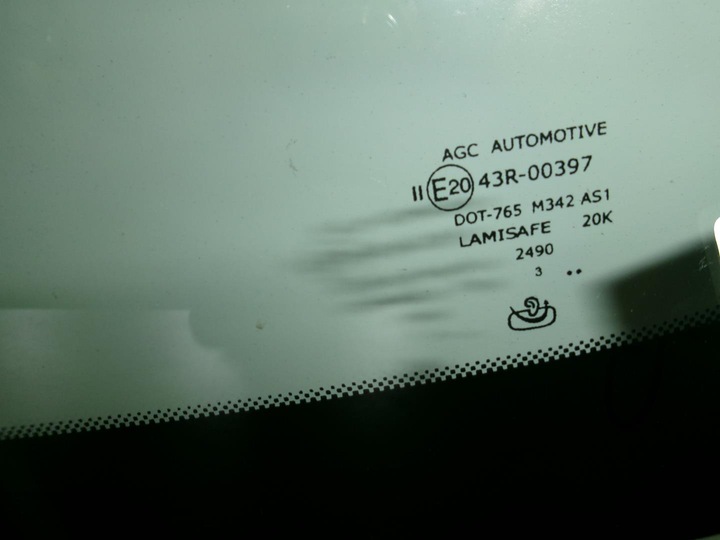 AGC AUTOMOTIVE
II E20 43R-00397
DOT-765 M342 AS1
LAMISAFE 20K
2490
3 ..